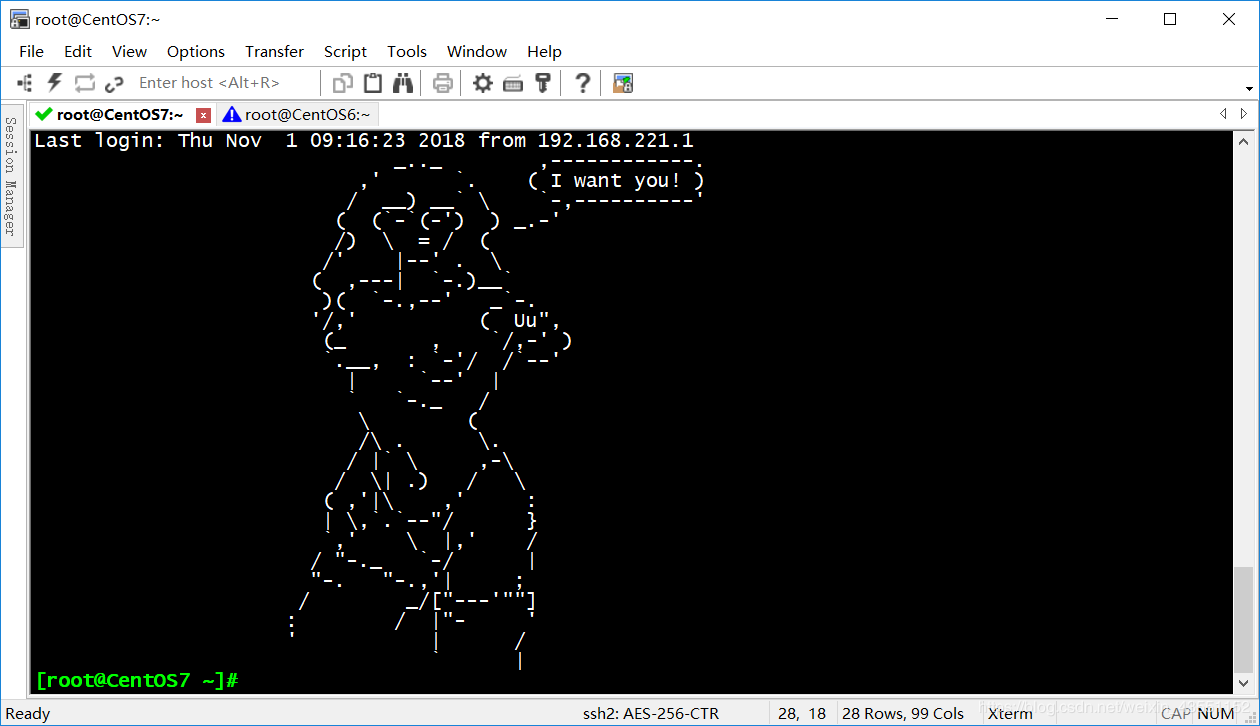 root@CentOS7:~
File Edit View Options Transfer Script Tools Window Help
Enter host <Alt+R>
root@CentOS7:~ root@CentOS6:~
Session Manager
Last login: Thu Nov  1 09:16:23 2018 from 192.168.221.1
I want you!
Uu"
[root@CentOS7 ~]#
Ready ssh2: AES-256-CTR 28, 18 28 Rows, 99 Cols Xterm CAP NUM